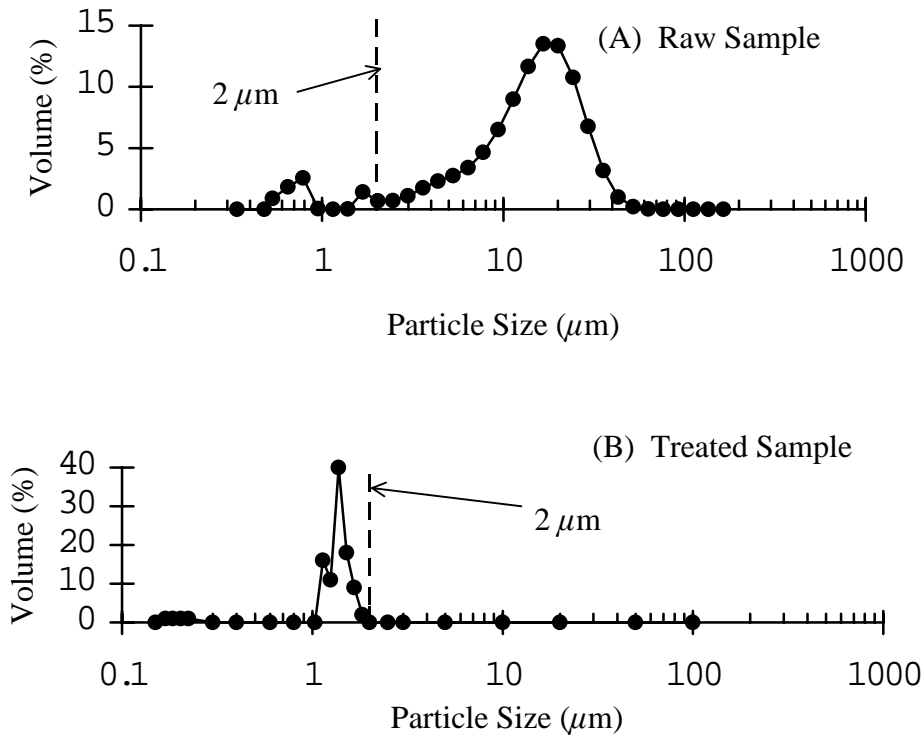 (A) Raw Sample
15
10
5
0
Volume (%)
2 µm
0.1 1 10 100 1000
Particle Size (µm)
(B) Treated Sample
40
30
20
10
0
Volume (%)
2 µm
0.1 1 10 100 1000
Particle Size (µm)